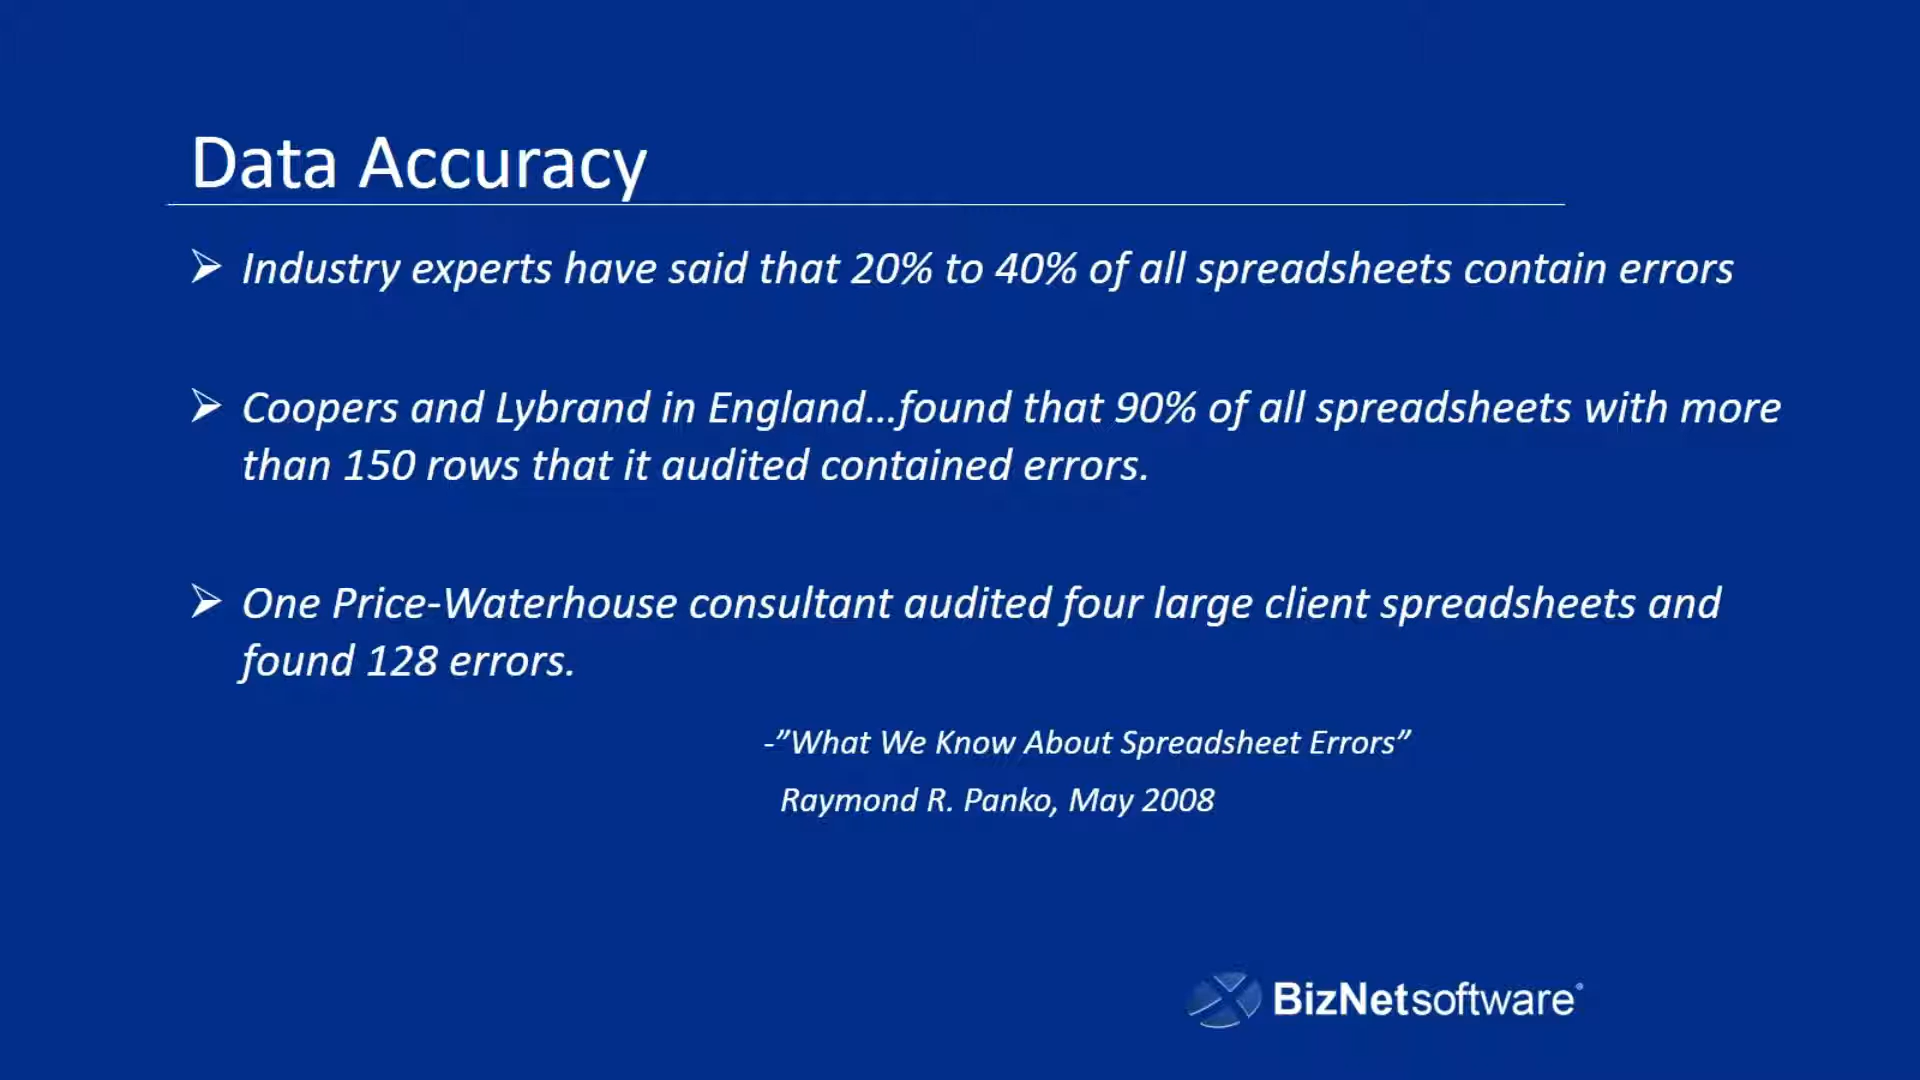 Data Accuracy
➢ Industry experts have said that 20% to 40% of all spreadsheets contain errors
➢ Coopers and Lybrand in England...found that 90% of all spreadsheets with more
than 150 rows that it audited contained errors.
➢ One Price-Waterhouse consultant audited four large client spreadsheets and
found 128 errors.
-”What We Know About Spreadsheet Errors”
Raymond R. Panko, May 2008
BizNetsoftware